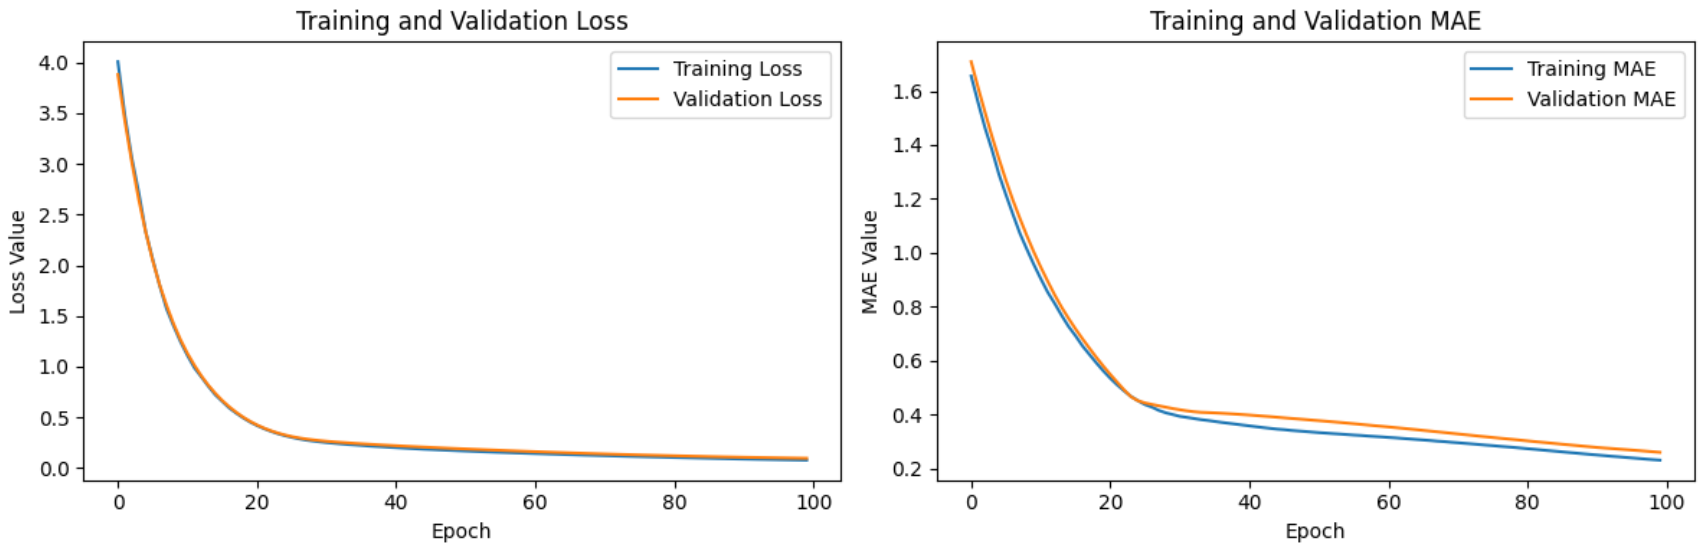 Training and Validation Loss
4.0
3.5
3.0
2.5
2.0
1.5
1.0
0.5
0.0
Loss Value
Training Loss
Validation Loss
0 20 40 60 80 100
Epoch
Training and Validation MAE
1.6
1.4
1.2
1.0
0.8
0.6
0.4
0.2
MAE Value
Training MAE
Validation MAE
0 20 40 60 80 100
Epoch